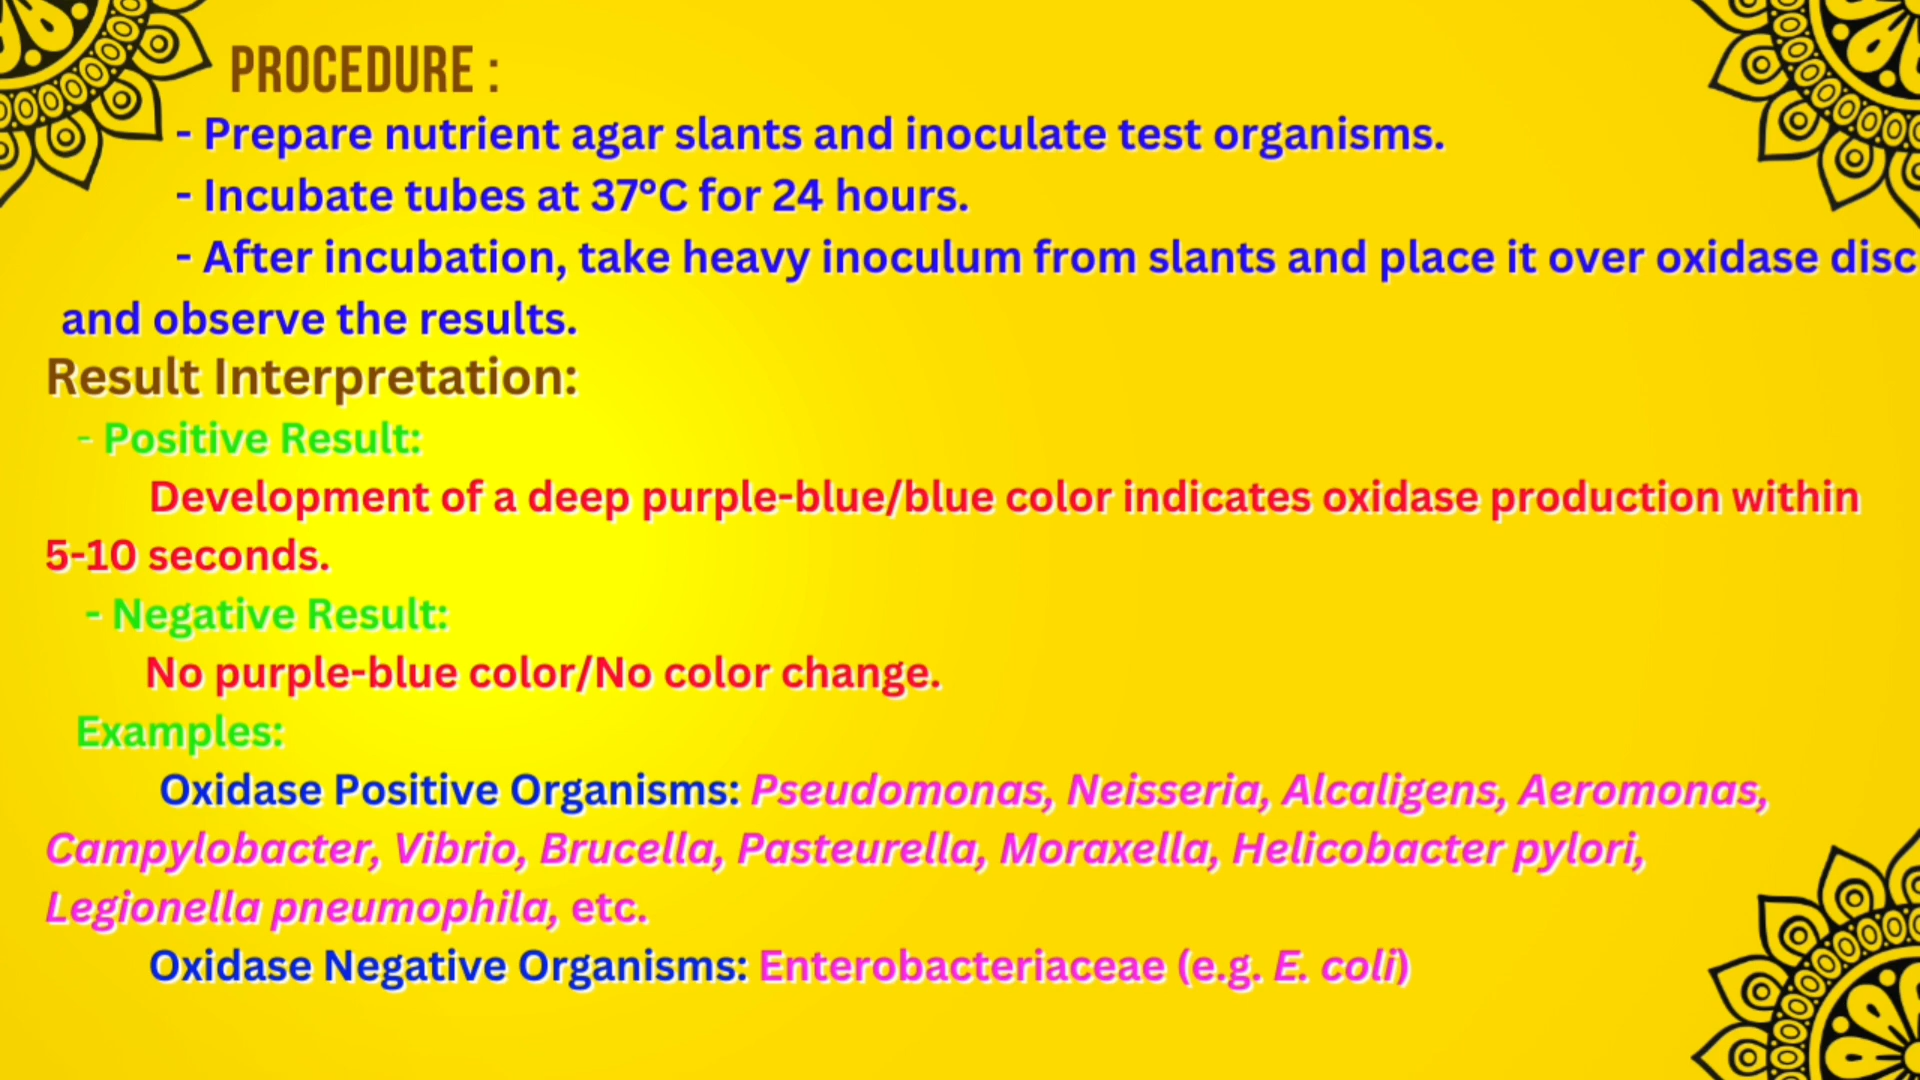 PROCEDURE :
- Prepare nutrient agar slants and inoculate test organisms.
- Incubate tubes at 37°C for 24 hours.
- After incubation, take heavy inoculum from slants and place it over oxidase disc
and observe the results.
Result Interpretation:
- Positive Result:
Development of a deep purple-blue/blue color indicates oxidase production within
5-10 seconds.
- Negative Result:
No purple-blue color/No color change.
Examples:
Oxidase Positive Organisms: Pseudomonas, Neisseria, Alcaligens, Aeromonas,
Campylobacter, Vibrio, Brucella, Pasteurella, Moraxella, Helicobacter pylori,
Legionella pneumophila, etc.
Oxidase Negative Organisms: Enterobacteriaceae (e.g. E. coli)